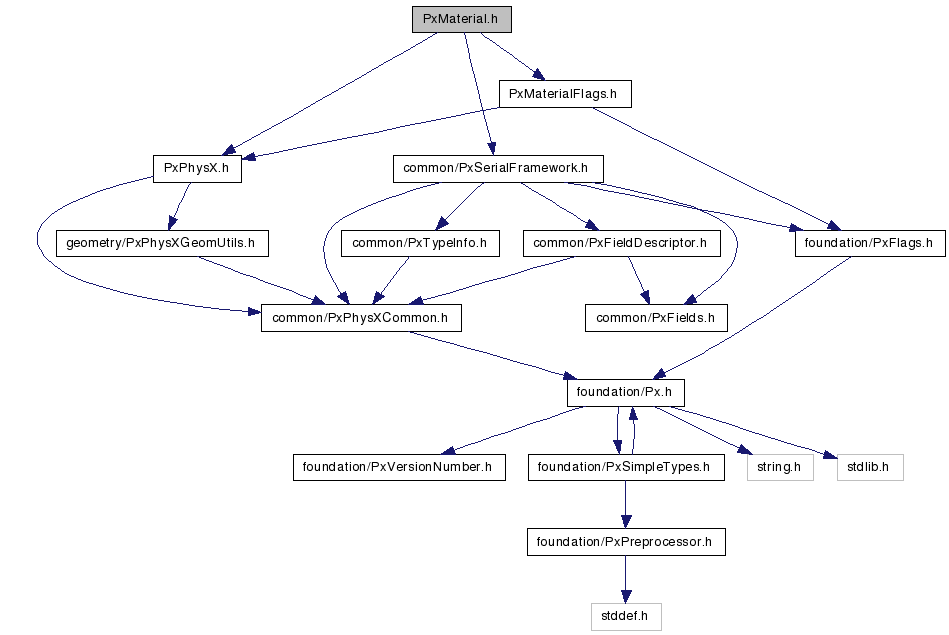 PxMaterial.h
PxMaterialFlags.h
PxPhysX.h
common/PxSerialFramework.h
geometry/PxPhysXGeomUtils.h
common/PxTypeInfo.h
common/PxFieldDescriptor.h
foundation/PxFlags.h
common/PxPhysXCommon.h
common/PxFields.h
foundation/Px.h
foundation/PxVersionNumber.h
foundation/PxSimpleTypes.h
string.h
stdlib.h
foundation/PxPreprocessor.h
stddef.h